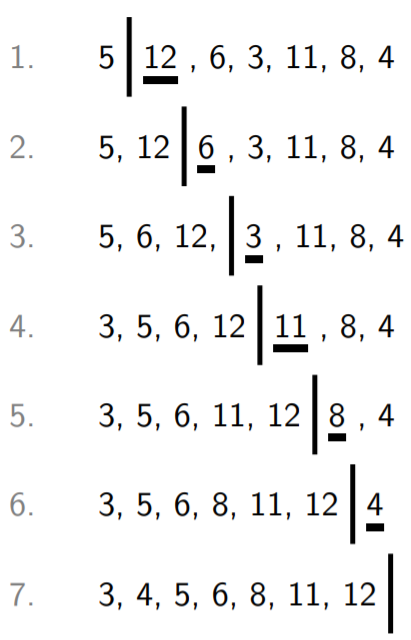 1. 5 | 12 , 6, 3, 11, 8, 4
2. 5, 12 | 6 , 3, 11, 8, 4
3. 5, 6, 12, | 3 , 11, 8, 4
4. 3, 5, 6, 12 | 11 , 8, 4
5. 3, 5, 6, 11, 12 | 8 , 4
6. 3, 5, 6, 8, 11, 12 | 4
7. 3, 4, 5, 6, 8, 11, 12 |